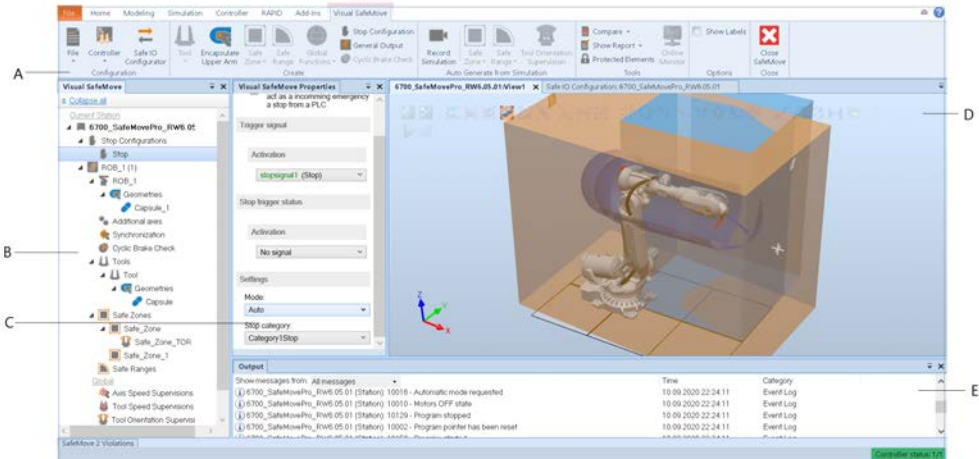 File Home Modeling Simulation Controller RAPID Add-Ins Visual SafeMove
File Controller Safe IO Configurator
Configuration
Tool Encapsulate Upper Arm Safe Zone Safe Range Global Functions
Stop Configuration
General Output
Cyclic Brake Check
Create
Record Simulation Safe Zone Safe Range Tool Orientation Supervision
Auto Generate from Simulation
Compare
Show Report
Protected Elements
Online Monitor
Tools
Show Labels
Options
Close SafeMove
Close
A
B
C
D
E
Visual SafeMove
Collapse all
Current Station
6700_SafeMovePro_RW6.05
Stop Configurations
Stop
ROB_1 (1)
ROB_1
Geometries
Capsule_1
Additional axes
Synchronization
Cyclic Brake Check
Tools
Tool
Geometries
Capsule
Safe Zones
Safe_Zone
Safe_Zone_TOR
Safe_Zone_1
Safe Ranges
Global
Axis Speed Supervisions
Tool Speed Supervisions
Tool Orientation Supervisi
SafeMove 2 Violations
Visual SafeMove Properties
act as a incomming emergency
a stop from a PLC
Trigger signal
Activation
stopsignal1 (Stop)
Stop trigger status
Activation
No signal
Settings
Mode
Auto
Stop category
Category1Stop
6700_SafeMovePro_RW6.05.01:View1 Safe IO Configuration: 6700_SafeMovePro_RW6.05.01
Z
Y
X
Output
Show messages from: All messages Time Category
6700_SafeMovePro_RW6.05.01 (Station): 10016 - Automatic mode requested 10.09.2020 22:24:11 Event Log
6700_SafeMovePro_RW6.05.01 (Station): 10010 - Motors OFF state 10.09.2020 22:24:11 Event Log
6700_SafeMovePro_RW6.05.01 (Station): 10129 - Program stopped 10.09.2020 22:24:11 Event Log
6700_SafeMovePro_RW6.05.01 (Station): 10002 - Program pointer has been reset 10.09.2020 22:24:11 Event Log
Controller status: 1/1